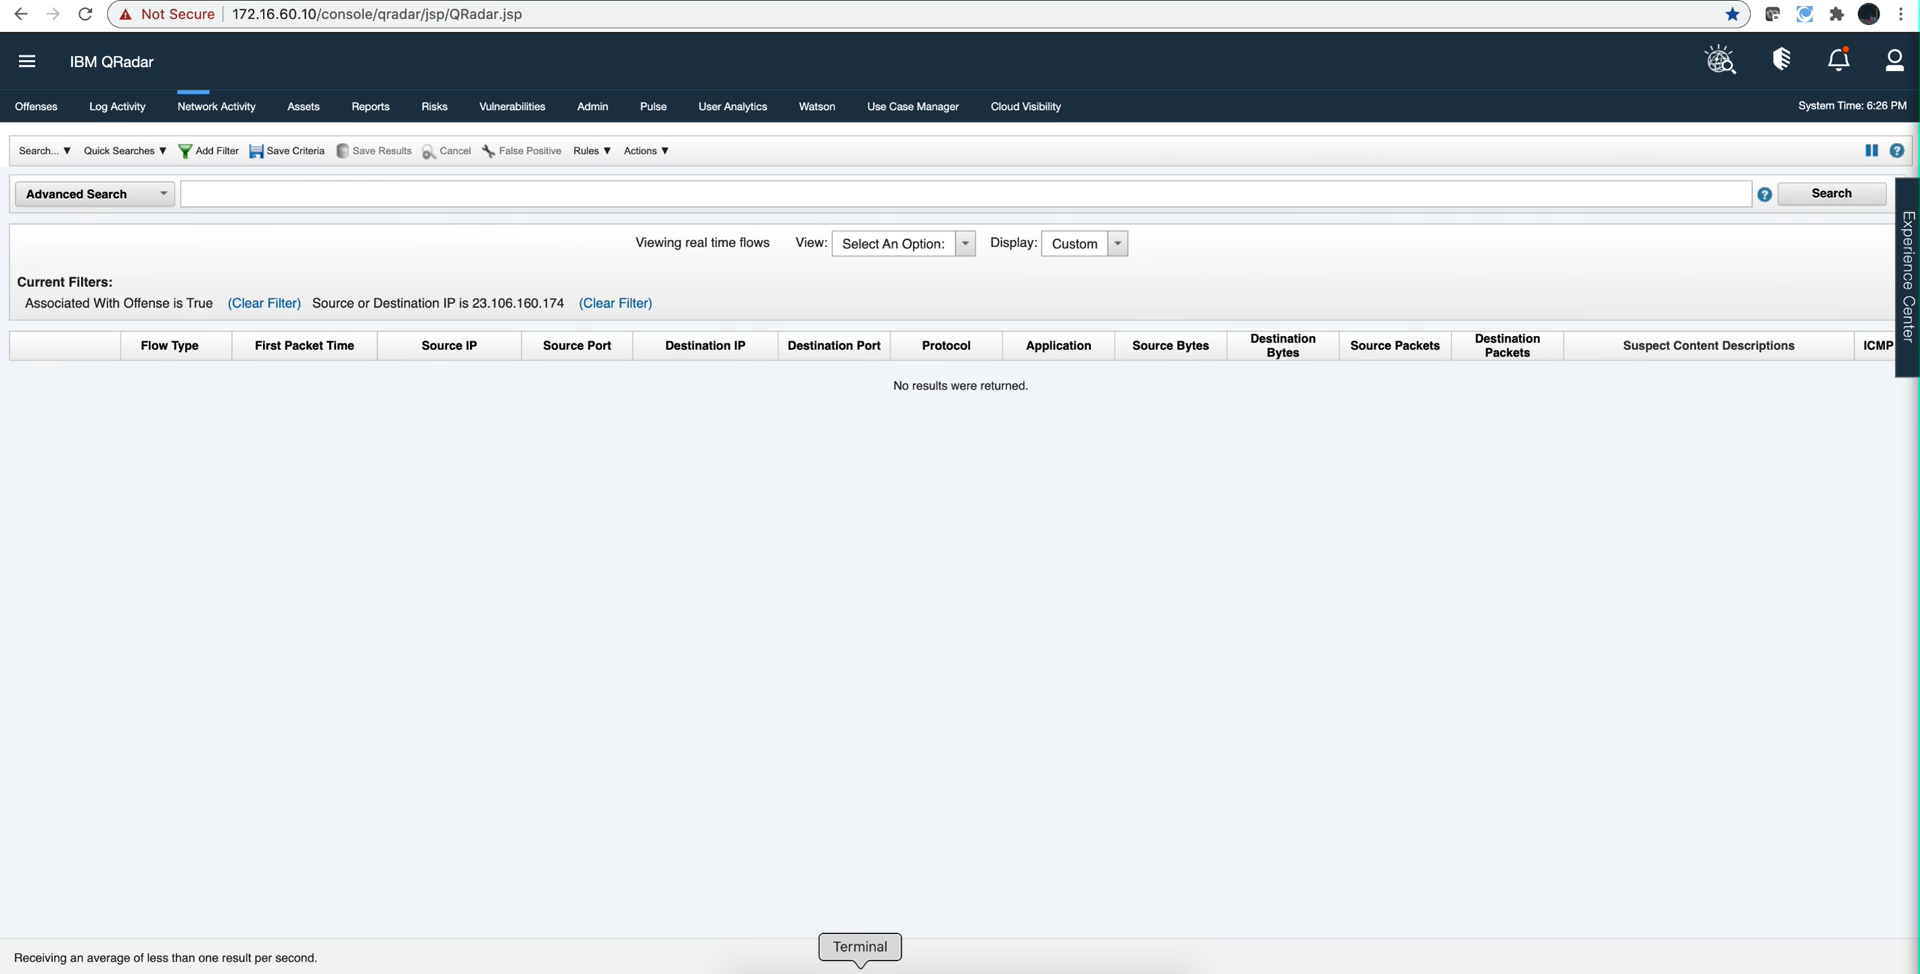 Not Secure 172.16.60.10/console/qradar/jsp/QRadar.jsp
IBM QRadar
Offenses Log Activity Network Activity Assets Reports Risks Vulnerabilities Admin Pulse User Analytics Watson Use Case Manager Cloud Visibility System Time: 6:26 PM
Search... ▼ Quick Searches ▼ Add Filter Save Criteria Save Results Cancel False Positive Rules ▼ Actions ▼
Advanced Search Search
Viewing real time flows View: Select An Option: Display: Custom
Current Filters:
Associated With Offense is True (Clear Filter) Source or Destination IP is 23.106.160.174 (Clear Filter)
Experience Center
Flow Type First Packet Time Source IP Source Port Destination IP Destination Port Protocol Application Source Bytes Destination Bytes Source Packets Destination Packets Suspect Content Descriptions ICMP
No results were returned.
Terminal
Receiving an average of less than one result per second.